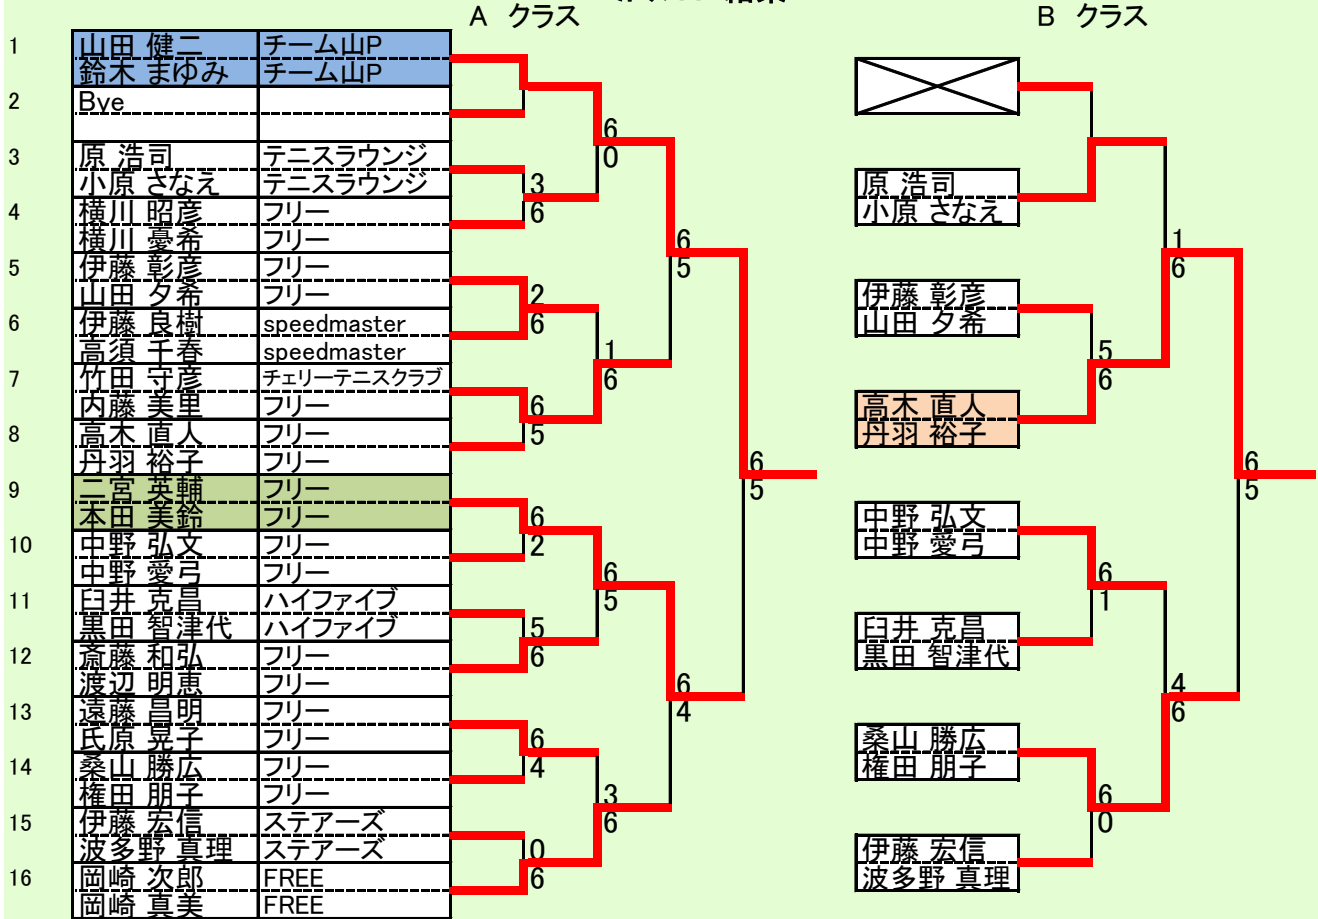 A クラス
B クラス
1 山田 健二 チーム山P
鈴木 まゆみ チーム山P
2 Bye
3 原 浩司 テニスラウンジ
小原 さなえ テニスラウンジ
4 横川 昭彦 フリー
横川 憂希 フリー
5 伊藤 彰彦 フリー
山田 夕希 フリー
6 伊藤 良樹 speedmaster
高須 千春 speedmaster
7 竹田 守彦 チェリーテニスクラブ
内藤 美里 フリー
8 高木 直人 フリー
丹羽 裕子 フリー
9 二宮 英輔 フリー
本田 美鈴 フリー
10 中野 弘文 フリー
中野 愛弓 フリー
11 臼井 克昌 ハイファイブ
黒田 智津代 ハイファイブ
12 斎藤 和弘 フリー
渡辺 明恵 フリー
13 遠藤 昌明 フリー
氏原 晃子 フリー
14 桑山 勝広 フリー
権田 朋子 フリー
15 伊藤 宏信 ステアーズ
波多野 真理 ステアーズ
16 岡崎 次郎 FREE
岡崎 真美 FREE
3
6
2
6
6
5
6
2
5
6
6
4
0
6
6
0
1
6
6
5
3
6
6
5
6
4
6
5
原 浩司
小原 さなえ
伊藤 彰彦
山田 夕希
高木 直人
丹羽 裕子
中野 弘文
中野 愛弓
臼井 克昌
黒田 智津代
桑山 勝広
権田 朋子
伊藤 宏信
波多野 真理
5
6
6
1
6
0
1
6
4
6
6
5